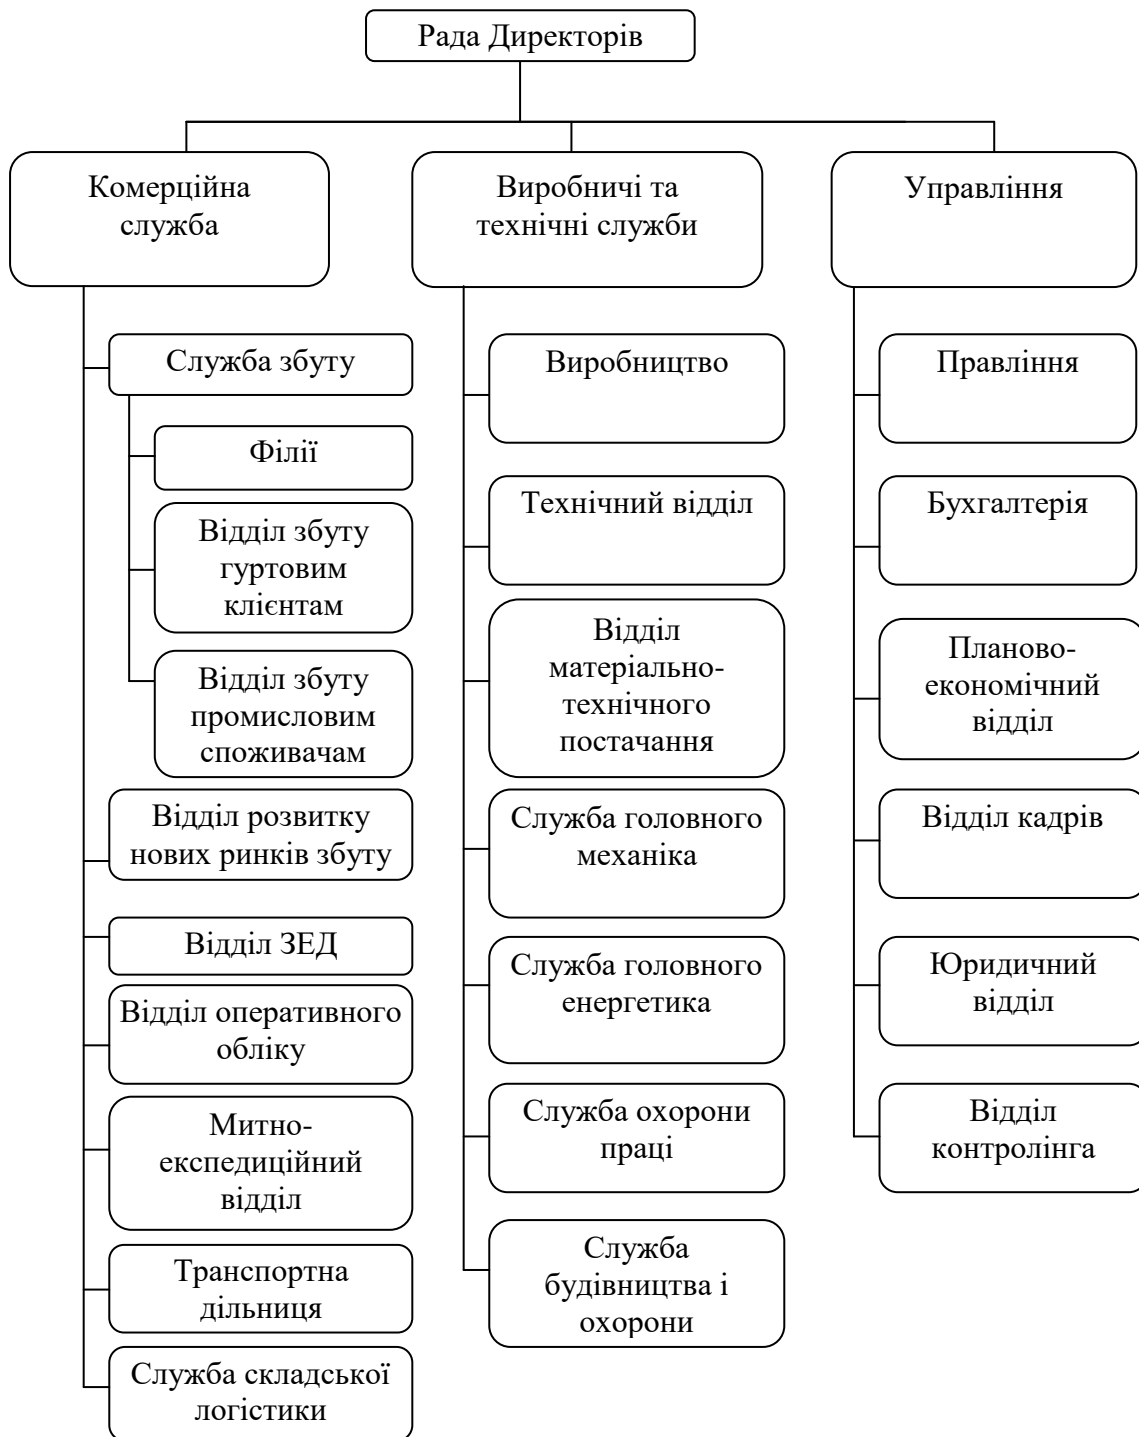 Рада Директорів
Комерційна
служба
Служба збуту
Філії
Відділ збуту
гуртовим
клієнтам
Відділ збуту
промисловим
споживачам
Відділ розвитку
нових ринків збуту
Відділ ЗЕД
Відділ оперативного
обліку
Митно-
експедиційний
відділ
Транспортна
дільниця
Служба складської
логістики
Виробничі та
технічні служби
Виробництво
Технічний відділ
Відділ
матеріально-
технічного
постачання
Служба головного
механіка
Служба головного
енергетика
Служба охорони
праці
Служба
будівництва і
охорони
Управління
Правління
Бухгалтерія
Планово-
економічний
відділ
Відділ кадрів
Юридичний
відділ
Відділ
контролінга